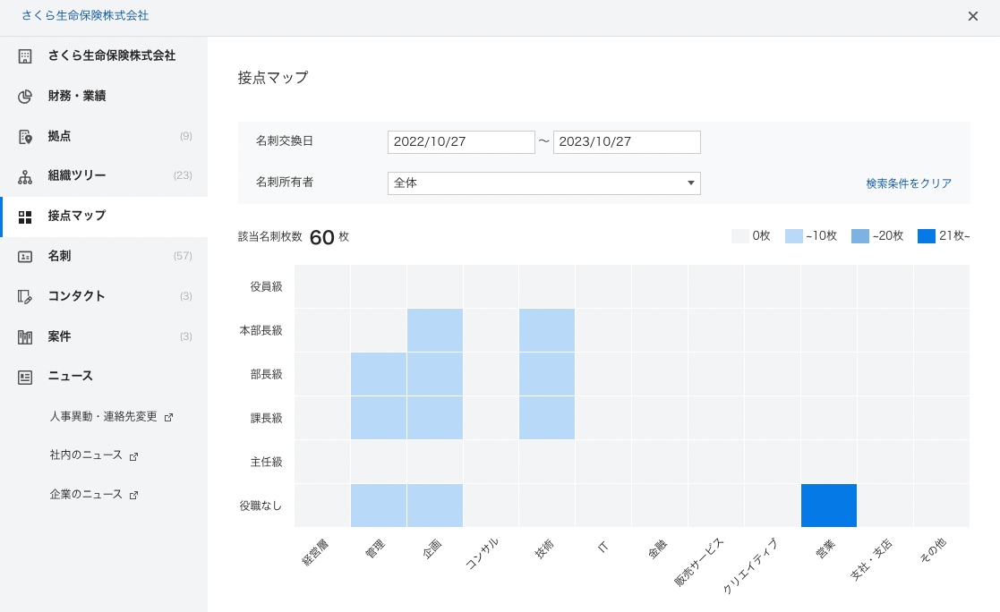 さくら生命保険株式会社
さくら生命保険株式会社
財務・業績
拠点 (9)
組織ツリー (23)
接点マップ
名刺 (57)
コンタクト (3)
案件 (3)
ニュース
人事異動・連絡先変更
社内のニュース
企業のニュース
接点マップ
名刺交換日 2022/10/27 ～ 2023/10/27
名刺所有者 全体 検索条件をクリア
該当名刺枚数 60 枚 0枚 ~10枚 ~20枚 21枚~
役員級
本部長級
部長級
課長級
主任級
役職なし
経営層 管理 企画 コンサル 技術 IT 金融 販売サービス クリエイティブ 営業 支社・支店 その他